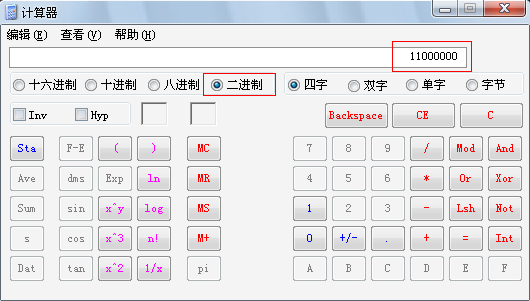 计算器
编辑(E) 查看(V) 帮助(H)
11000000
十六进制 十进制 八进制 二进制 四字 双字 单字 字节
Inv Hyp Backspace CE C
Sta F-E ( ) MC 7 8 9 / Mod And
Ave dms Exp ln MR 4 5 6 * Or Xor
Sum sin x^y log MS 1 2 3 - Lsh Not
s cos x^3 n! M+ 0 +/- . + = Int
Dat tan x^2 1/x pi A B C D E F